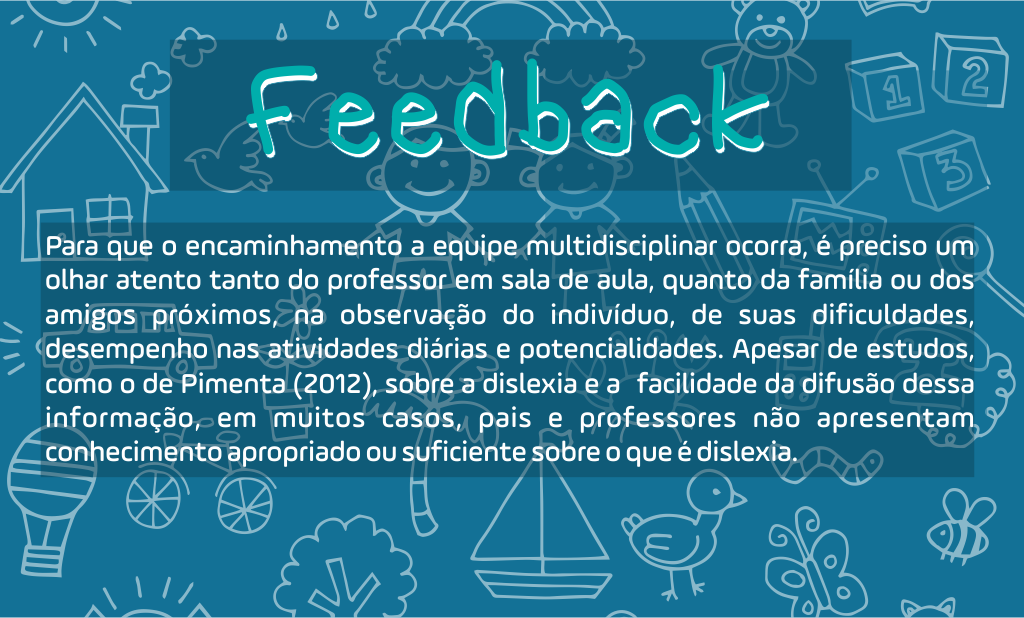 Feedback
1
2
3
Para que o encaminhamento a equipe multidisciplinar ocorra, é preciso um
olhar atento tanto do professor em sala de aula, quanto da família ou dos
amigos próximos, na observação do indivíduo, de suas dificuldades,
desempenho nas atividades diárias e potencialidades. Apesar de estudos,
como o de Pimenta (2012), sobre a dislexia e a facilidade da difusão dessa
informação, em muitos casos, pais e professores não apresentam
conhecimento apropriado ou suficiente sobre o que é dislexia.